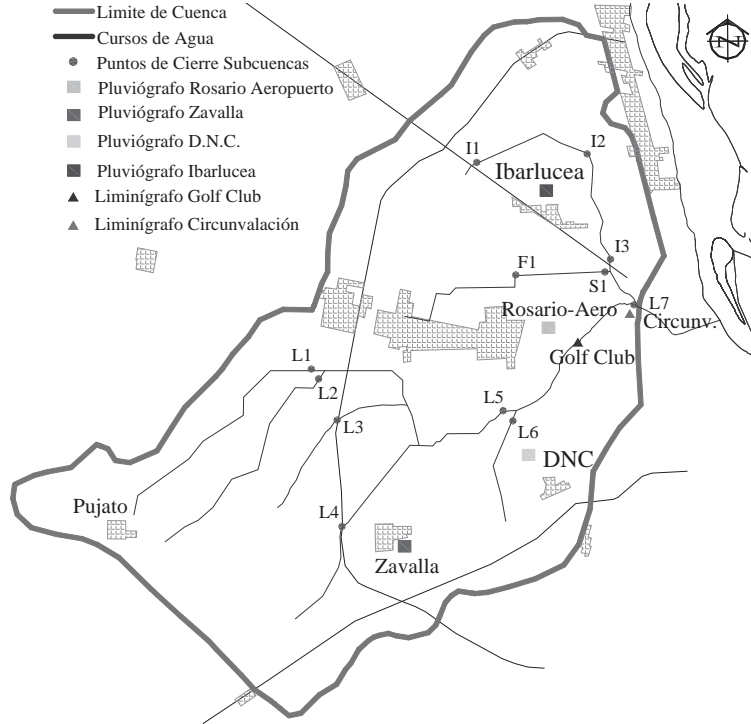 Limite de Cuenca
Cursos de Agua
Puntos de Cierre Subcuencas
Pluviógrafo Rosario Aeropuerto
Pluviógrafo Zavalla
Pluviógrafo D.N.C.
Pluviógrafo Ibarlucea
Liminígrafo Golf Club
Liminígrafo Circunvalación
N
I1
I2
Ibarlucea
I3
F1
S1
L7
Rosario-Aero
Circunv.
Golf Club
L1
L2
L3
L5
L6
DNC
Pujato
L4
Zavalla